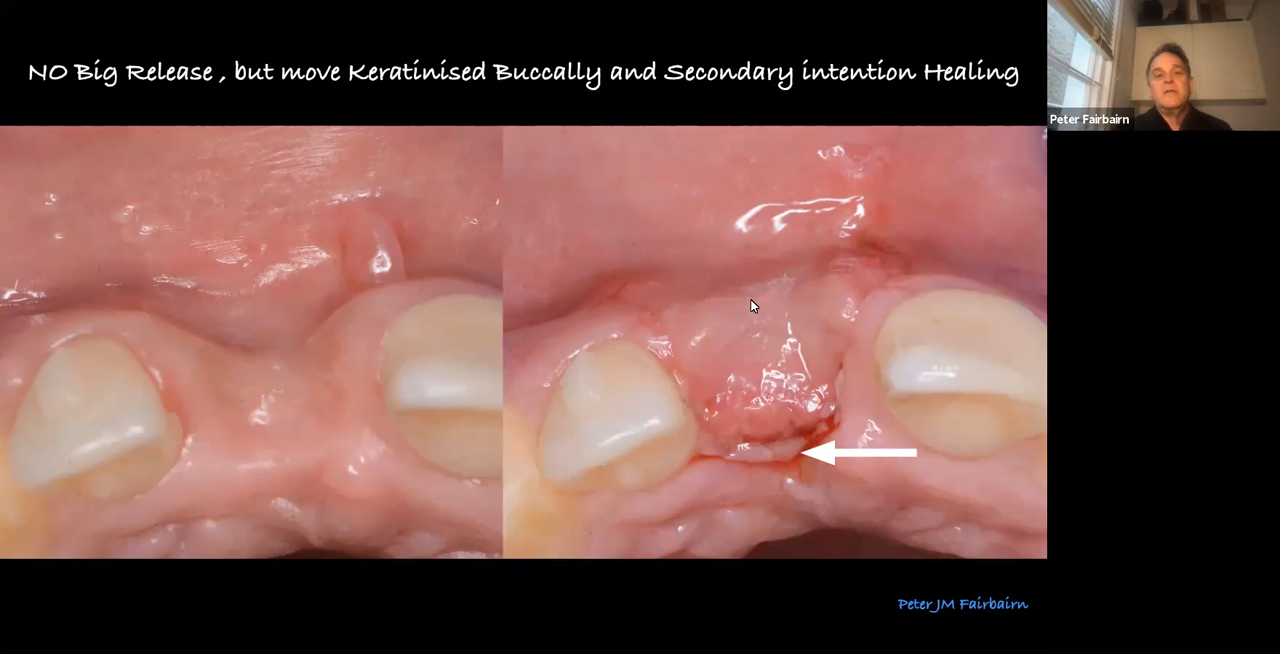 NO Big Release , but move Keratinised Buccally and Secondary intention Healing
Peter Fairbairn
Peter JM Fairbairn